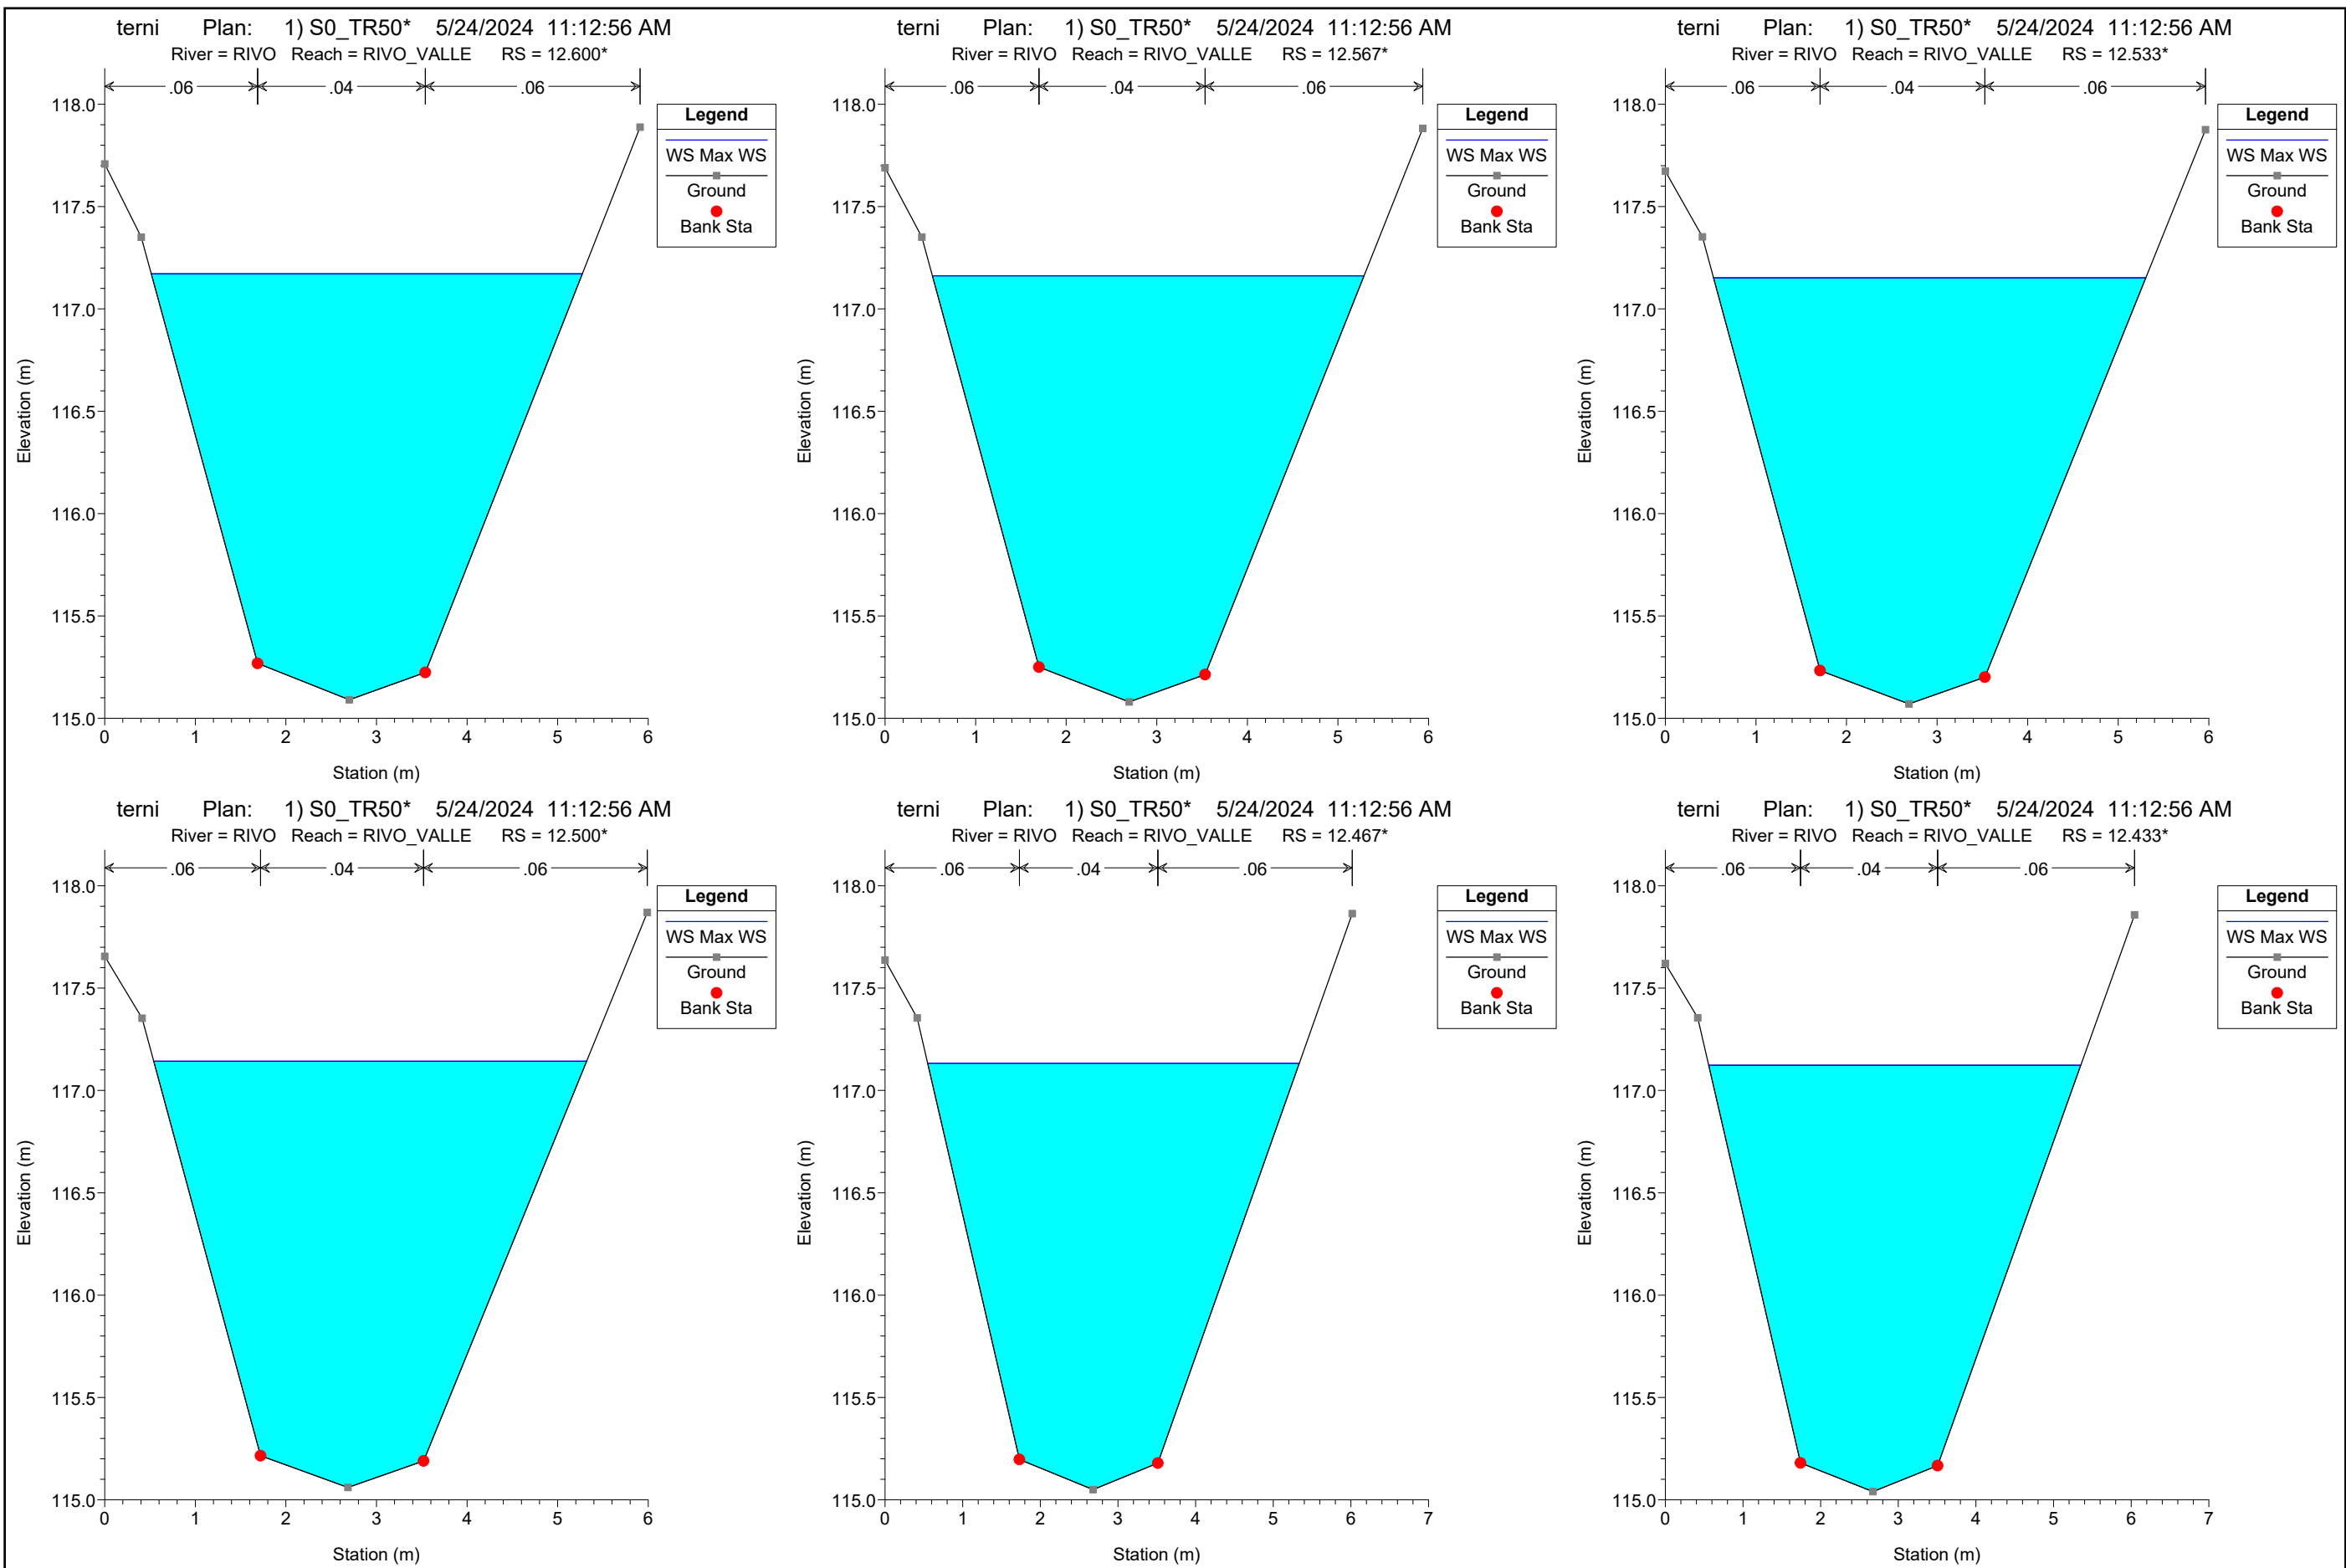 terni Plan: 1) S0_TR50* 5/24/2024 11:12:56 AM
River = RIVO Reach = RIVO_VALLE RS = 12.600*
.06 .04 .06
118.0
117.5
117.0
116.5
116.0
115.5
115.0
Elevation (m)
0 1 2 3 4 5 6
Station (m)
Legend
WS Max WS
Ground
Bank Sta
terni Plan: 1) S0_TR50* 5/24/2024 11:12:56 AM
River = RIVO Reach = RIVO_VALLE RS = 12.567*
.06 .04 .06
118.0
117.5
117.0
116.5
116.0
115.5
115.0
Elevation (m)
0 1 2 3 4 5 6
Station (m)
Legend
WS Max WS
Ground
Bank Sta
terni Plan: 1) S0_TR50* 5/24/2024 11:12:56 AM
River = RIVO Reach = RIVO_VALLE RS = 12.533*
.06 .04 .06
118.0
117.5
117.0
116.5
116.0
115.5
115.0
Elevation (m)
0 1 2 3 4 5 6
Station (m)
Legend
WS Max WS
Ground
Bank Sta
terni Plan: 1) S0_TR50* 5/24/2024 11:12:56 AM
River = RIVO Reach = RIVO_VALLE RS = 12.500*
.06 .04 .06
118.0
117.5
117.0
116.5
116.0
115.5
115.0
Elevation (m)
0 1 2 3 4 5 6
Station (m)
Legend
WS Max WS
Ground
Bank Sta
terni Plan: 1) S0_TR50* 5/24/2024 11:12:56 AM
River = RIVO Reach = RIVO_VALLE RS = 12.467*
.06 .04 .06
118.0
117.5
117.0
116.5
116.0
115.5
115.0
Elevation (m)
0 1 2 3 4 5 6 7
Station (m)
Legend
WS Max WS
Ground
Bank Sta
terni Plan: 1) S0_TR50* 5/24/2024 11:12:56 AM
River = RIVO Reach = RIVO_VALLE RS = 12.433*
.06 .04 .06
118.0
117.5
117.0
116.5
116.0
115.5
115.0
Elevation (m)
0 1 2 3 4 5 6 7
Station (m)
Legend
WS Max WS
Ground
Bank Sta